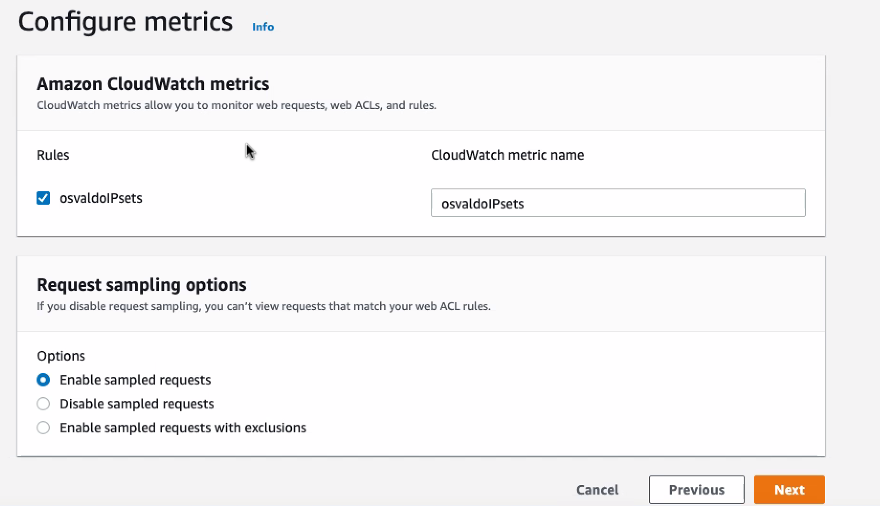 Configure metrics Info
Amazon CloudWatch metrics
CloudWatch metrics allow you to monitor web requests, web ACLs, and rules.
Rules CloudWatch metric name
osvaldoIPsets osvaldoIPsets
Request sampling options
If you disable request sampling, you can't view requests that match your web ACL rules.
Options
Enable sampled requests
Disable sampled requests
Enable sampled requests with exclusions
Cancel Previous Next